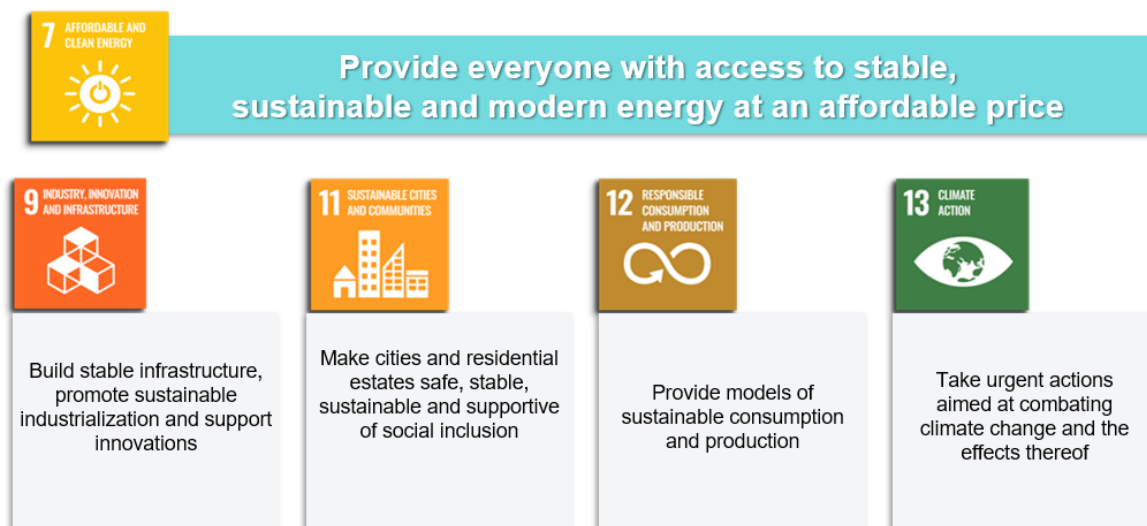 7 AFFORDABLE AND
CLEAN ENERGY
Provide everyone with access to stable,
sustainable and modern energy at an affordable price
9 INDUSTRY, INNOVATION
AND INFRASTRUCTURE
Build stable infrastructure,
promote sustainable
industrialization and support
innovations
11 SUSTAINABLE CITIES
AND COMMUNITIES
Make cities and residential
estates safe, stable,
sustainable and supportive
of social inclusion
12 RESPONSIBLE
CONSUMPTION
AND PRODUCTION
Provide models of
sustainable consumption
and production
13 CLIMATE
ACTION
Take urgent actions
aimed at combating
climate change and the
effects thereof